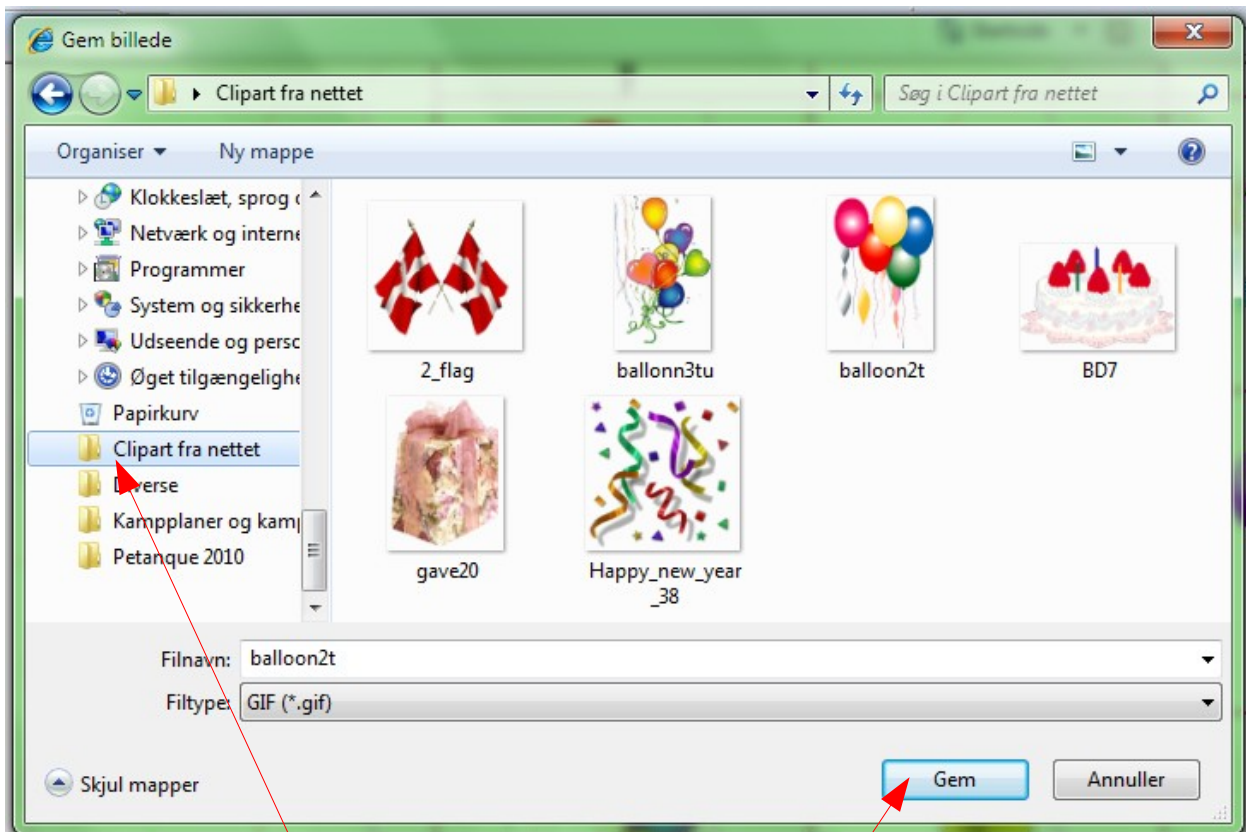 Gem billede
Clipart fra nettet
Søg i Clipart fra nettet
Organiser
Ny mappe
Klokkeslæt, sprog
Netværk og interne
Programmer
System og sikkerhe
Udseende og perso
Øget tilgængelighe
Papirkurv
Clipart fra nettet
Diverse
Kampplaner og kamp
Petanque 2010
2_flag
ballonn3tu
balloon2t
BD7
gave20
Happy_new_year
_38
Filnavn: balloon2t
Filtype: GIF (*.gif)
Skjul mapper
Gem
Annuller